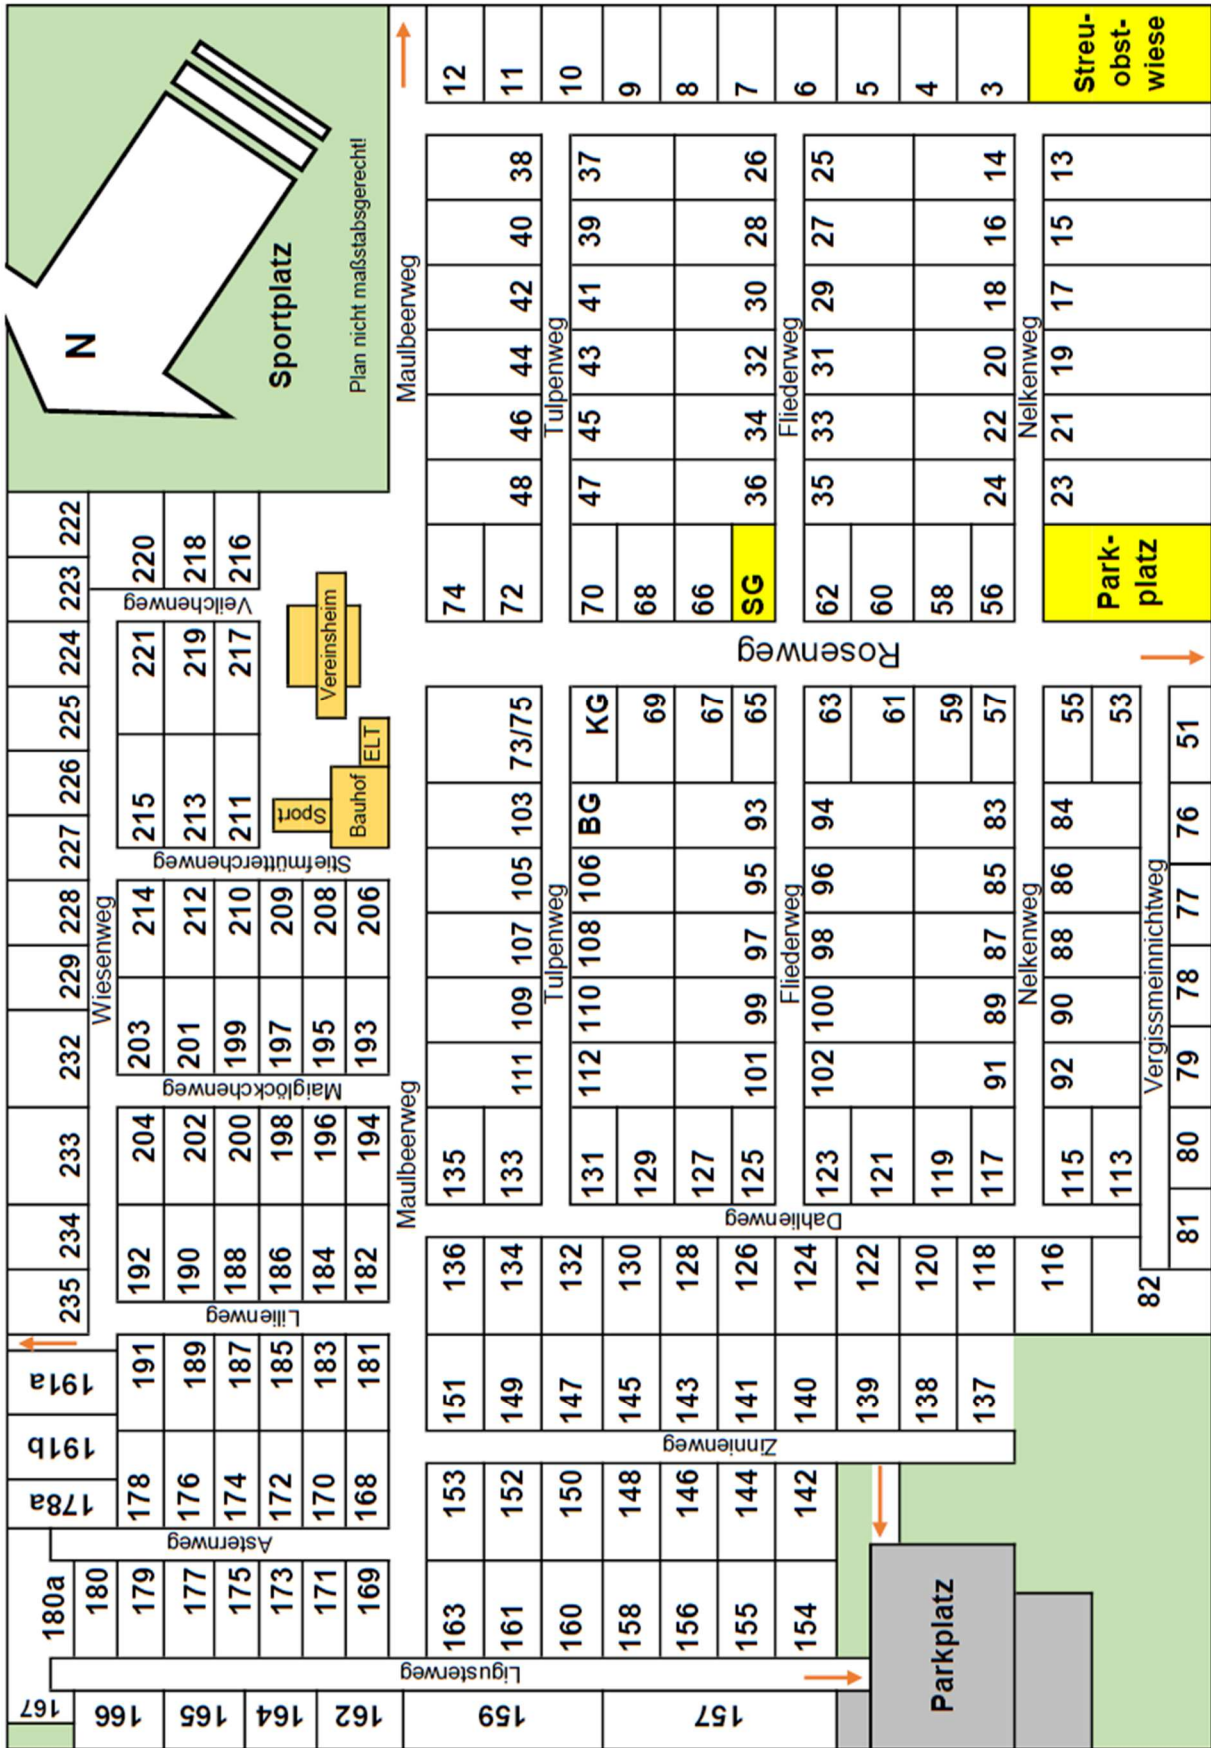 167 180a 178a 191b 191a 235 234 233 232 229 228 227 226 225 224 223 222
N
Wiesenweg
166 180
179 178 191 192 204 203 214 215 221 220
165 177 176 189 190 202 201 212 213 219 218
175 174 187 188 200 199 210 211 217 216
164 173 172 185 186 198 197 209
162 171 170 183 184 196 195 208
169 168 181 182 194 193 206
Asternweg
Lilienweg
Maiglöckchenweg
Stiefmütterchenweg
Veilchenweg
Sport
Bauhof
ELT
Vereinsheim
Sportplatz
Plan nicht maßstabsgerecht!
Maulbeerweg
Maulbeerweg
Ligusterweg
159 163 153 151 136 135 74 12
161 152 149 134 133 111 109 107 105 103 73/75 72 48 46 44 42 40 38 11
Tulpenweg
Tulpenweg
160 150 147 132 131 112 110 108 106 BG KG 70 47 45 43 41 39 37 10
158 148 145 130 129 69 68 9
157 156 146 143 128 127 67 66 8
155 144 141 126 125 101 99 97 95 93 65 SG 36 34 32 30 28 26 7
Zinnienweg
Dahlienweg
Rosenweg
Fliederweg
Fliederweg
154 142 140 124 123 102 100 98 96 94 63 62 35 33 31 29 27 25 6
139 122 121 61 60 5
138 120 119 59 58 4
137 118 117 91 89 87 85 83 57 56 24 22 20 18 16 14 3
Nelkenweg
Nelkenweg
116 115 92 90 88 86 84 55 23 21 19 17 15 13
113 53
Parkplatz
Park-
platz
Streu-
obst-
wiese
Vergissmeinnichtweg
82 81 80 79 78 77 76 51